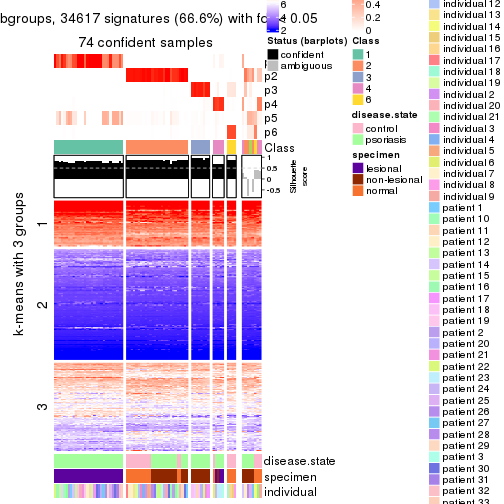 bgroups, 34617 signatures (66.6%) with fd < 0.05
74 confident samples
p2
p3
p4
p5
p6
Class
1
0.5
0
-0.5
Silhouette
score
k-means with 3 groups
1
2
3
disease.state
specimen
individual
6
4
2
0.4
0.2
0
Status (barplots)
confident
ambiguous
Class
1
2
3
4
6
disease.state
control
psoriasis
specimen
lesional
non-lesional
normal
individual 12
individual 13
individual 14
individual 15
individual 16
individual 17
individual 18
individual 19
individual 2
individual 20
individual 21
individual 3
individual 4
individual 5
individual 6
individual 7
individual 8
individual 9
patient 1
patient 10
patient 11
patient 12
patient 13
patient 14
patient 15
patient 16
patient 17
patient 18
patient 19
patient 2
patient 20
patient 21
patient 22
patient 23
patient 24
patient 25
patient 26
patient 27
patient 28
patient 29
patient 3
patient 30
patient 31
patient 32
patient 33